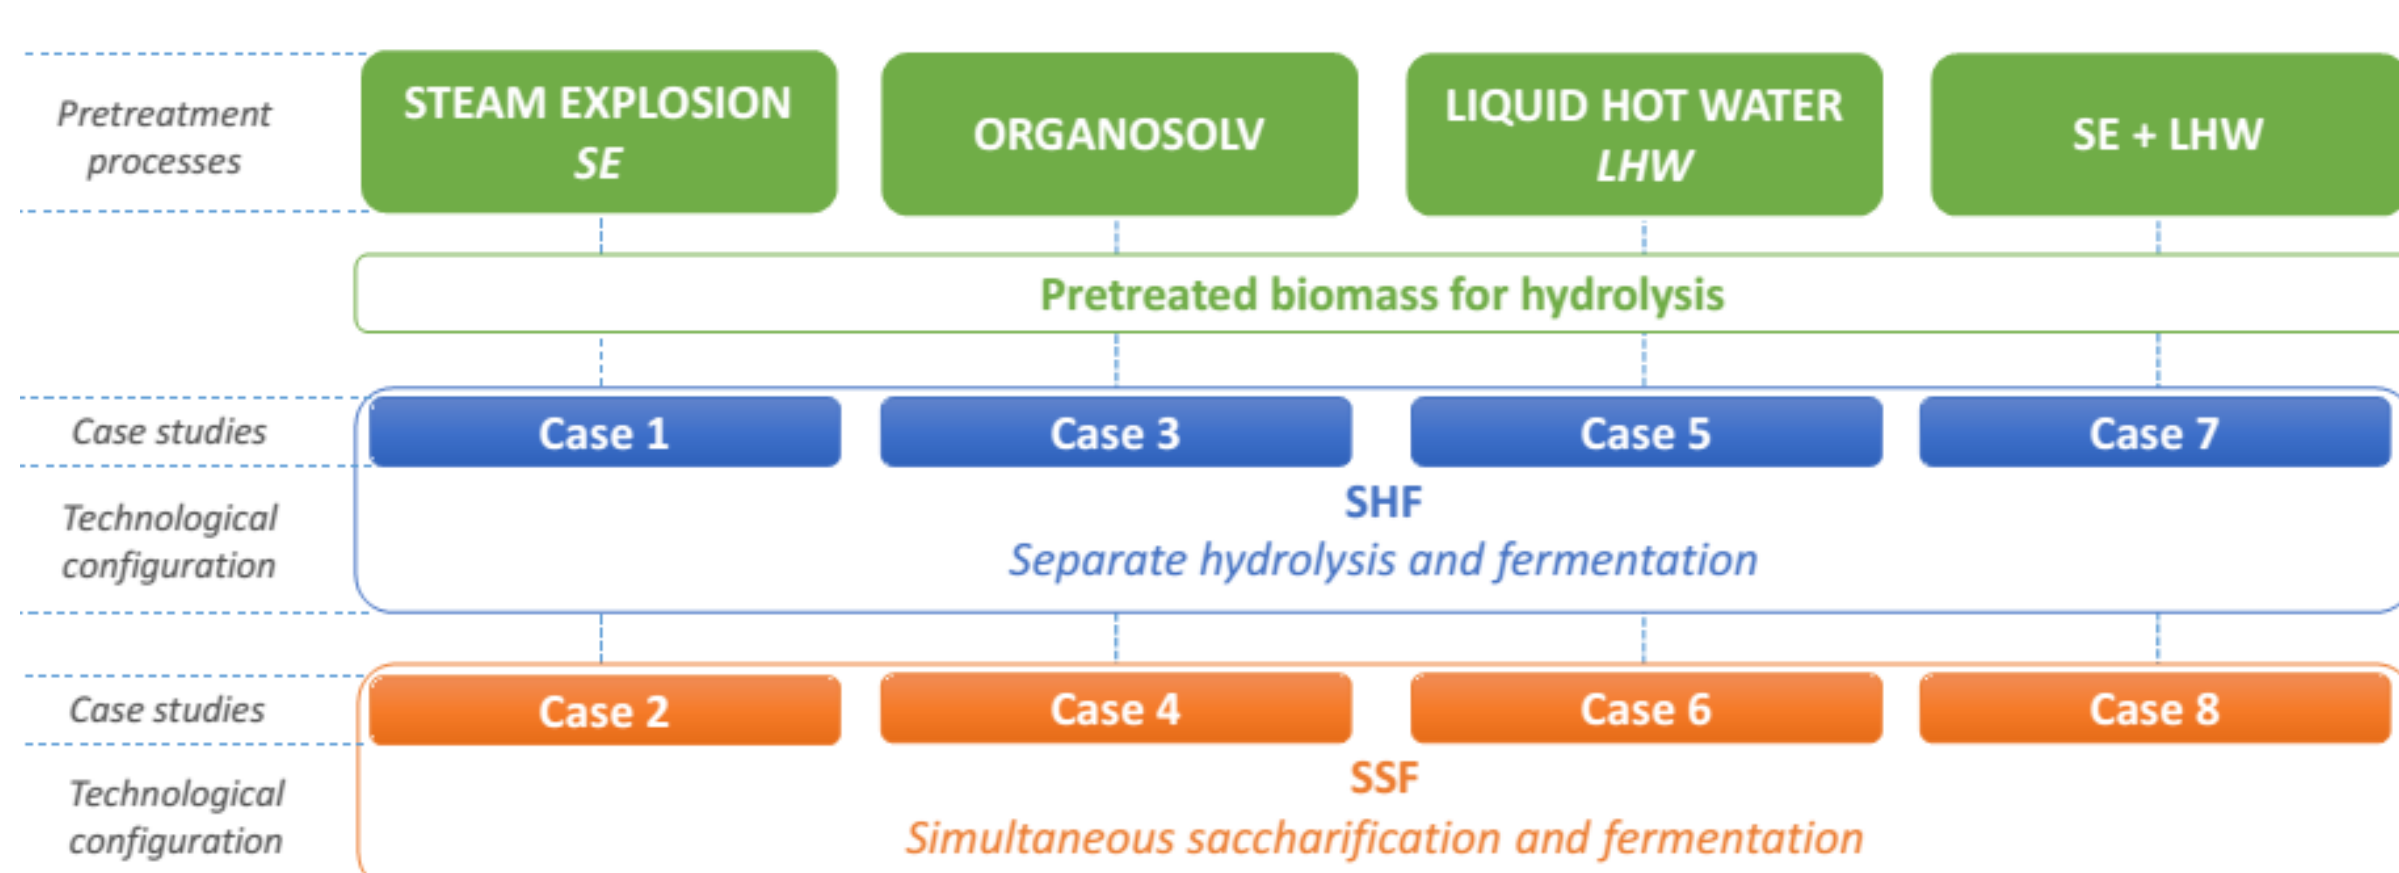 Pretreatment
processes
STEAM EXPLOSION
SE
ORGANOSOLV
LIQUID HOT WATER
LHW
SE + LHW
Pretreated biomass for hydrolysis
Case studies
Case 1
Case 3
Case 5
Case 7
Technological
configuration
SHF
Separate hydrolysis and fermentation
Case studies
Case 2
Case 4
Case 6
Case 8
Technological
configuration
SSF
Simultaneous saccharification and fermentation